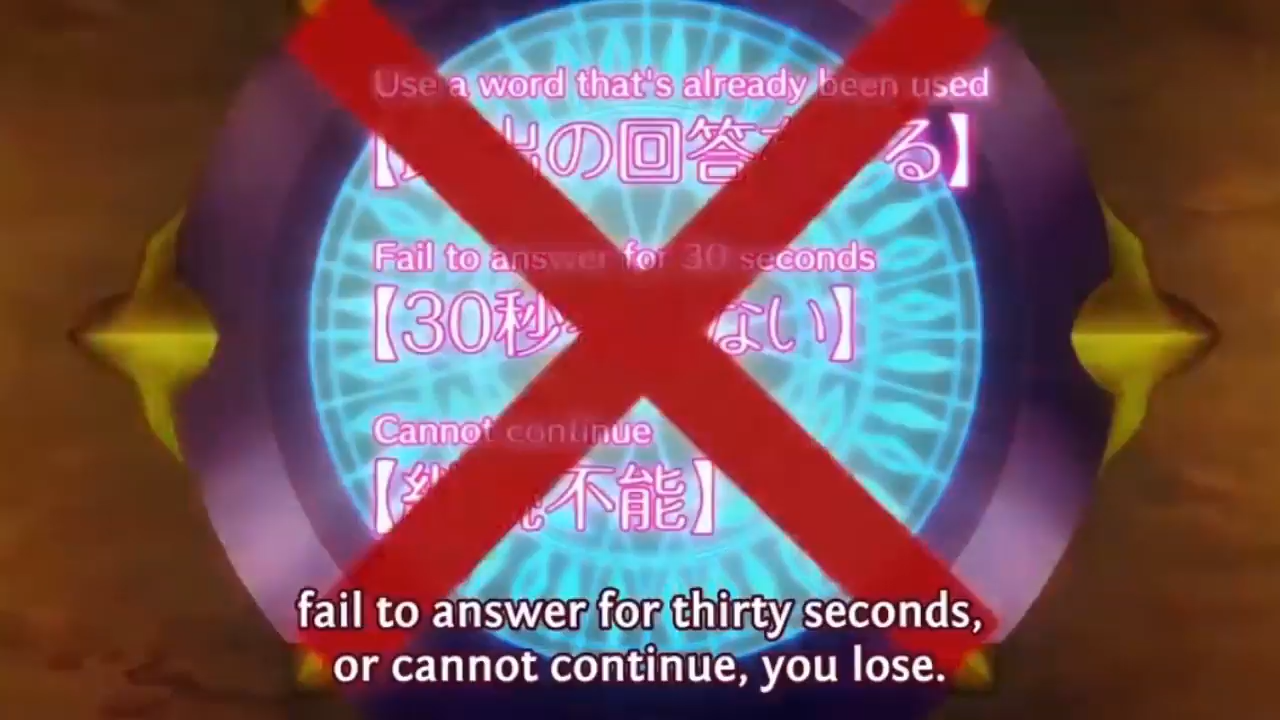 Use a word that's already been used
出の回答 る】
Fail to answer for 30 seconds
【30秒 ない】
Cannot continue
不能】
fail to answer for thirty seconds,
or cannot continue, you lose.